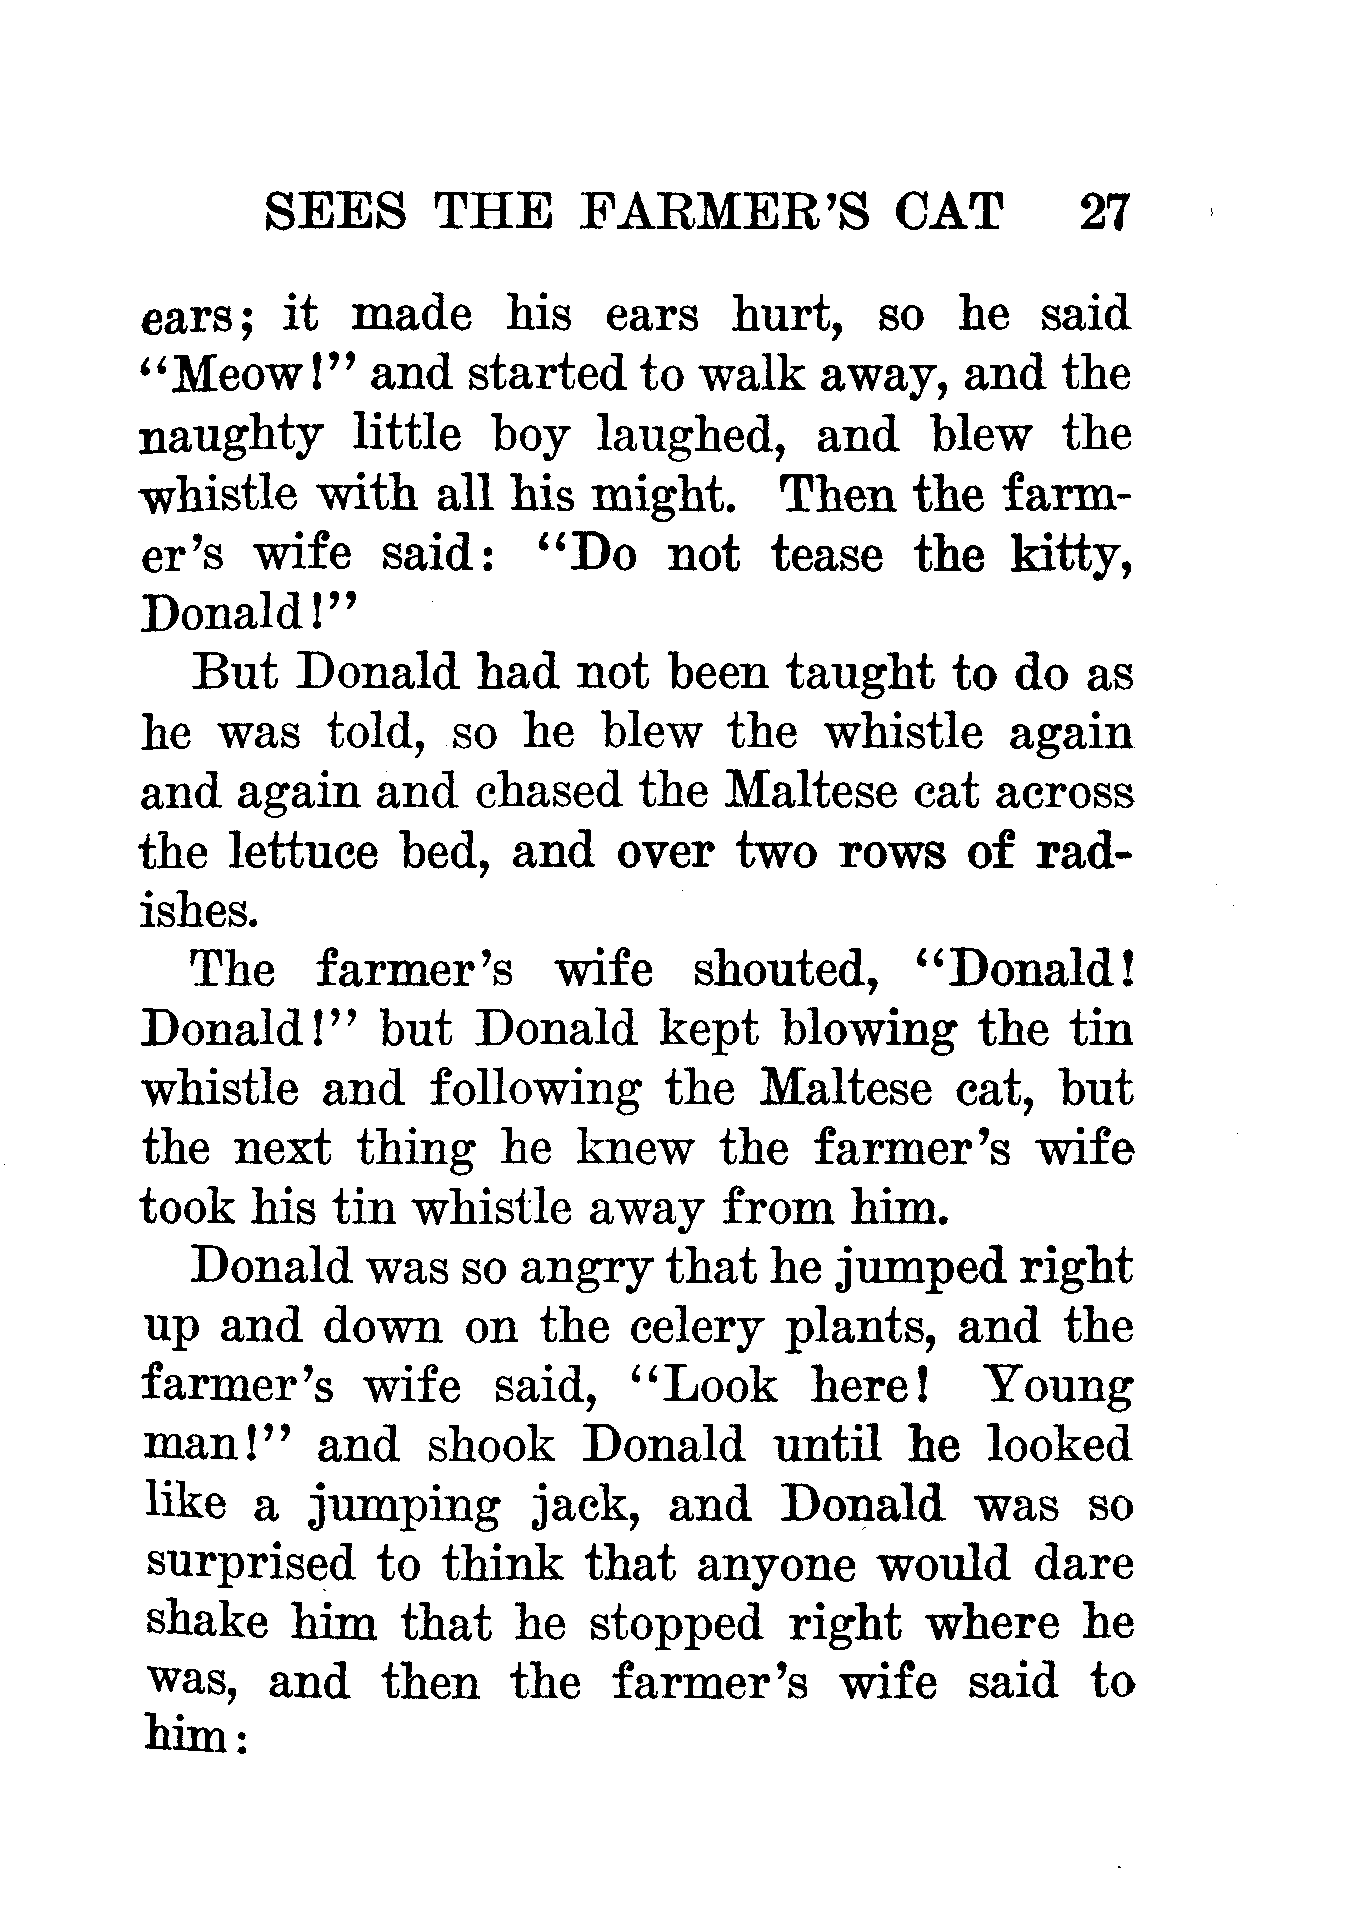 SEES THE FARMER'S CAT 27
ears; it made his ears hurt, so he said
"Meow!" and started to walk away, and the
naughty little boy laughed, and blew the
whistle with all his might. Then the farm-
er's wife said: "Do not tease the kitty,
Donald!"
But Donald had not been taught to do as
he was told, so he blew the whistle again
and again and chased the Maltese cat across
the lettuce bed, and over two rows of rad-
ishes.
The farmer's wife shouted, "Donald!
Donald!" but Donald kept blowing the tin
whistle and following the Maltese cat, but
the next thing he knew the farmer's wife
took his tin whistle away from him.
Donald was so angry that he jumped right
up and down on the celery plants, and the
farmer's wife said, "Look here! Young
man!" and shook Donald until he looked
like a jumping jack, and Donald was so
surprised to think that anyone would dare
shake him that he stopped right where he
was, and then the farmer's wife said to
him: